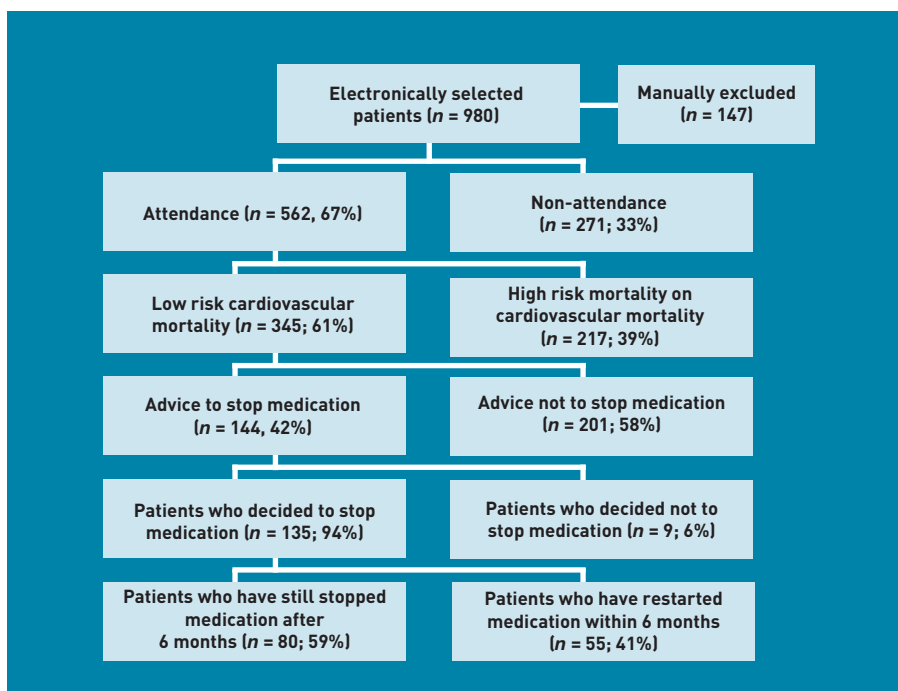 Electronically selected
patients (n = 980)
Manually excluded
(n = 147)
Attendance (n = 562, 67%)
Non-attendance
(n = 271; 33%)
Low risk cardiovascular
mortality (n = 345; 61%)
High risk mortality on
cardiovascular mortality
(n = 217; 39%)
Advice to stop medication
(n = 144, 42%)
Advice not to stop medication
(n = 201; 58%)
Patients who decided to stop
medication (n = 135; 94%)
Patients who decided not to
stop medication (n = 9; 6%)
Patients who have still stopped
medication after
6 months (n = 80; 59%)
Patients who have restarted
medication within 6 months
(n = 55; 41%)